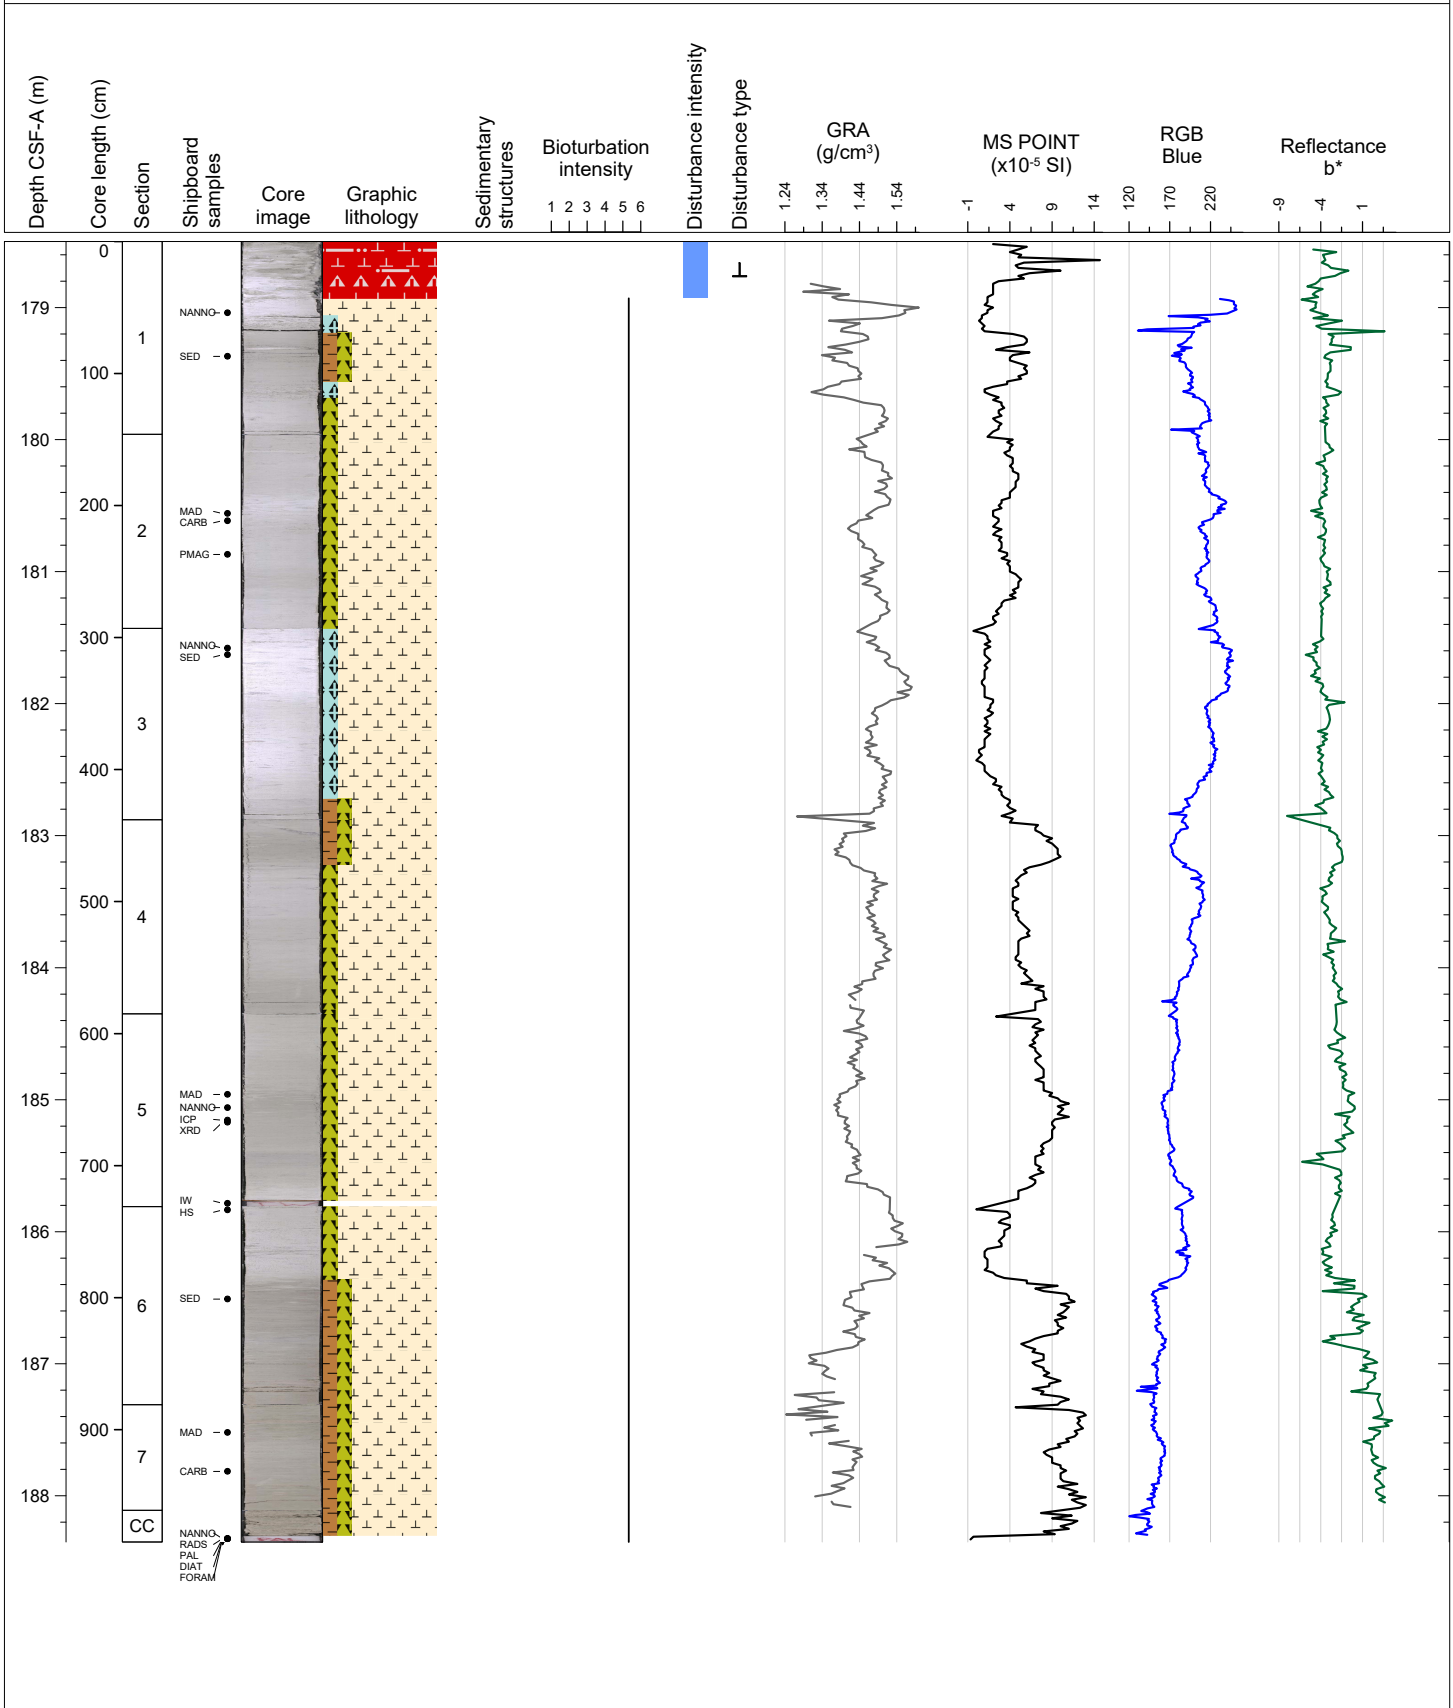 Depth CSF-A (m)
Core length (cm)
Section
Shipboard
samples
Core
image
Graphic
lithology
Sedimentary
structures
Bioturbation
intensity
1 2 3 4 5 6
Disturbance intensity
Disturbance type
GRA
(g/cm³)
1.24 1.34 1.44 1.54
MS POINT
(x10⁻⁵ SI)
-1 4 9 14
RGB
Blue
120 170 220
Reflectance
b*
-9 -4 1
179
180
181
182
183
184
185
186
187
188
0
100
200
300
400
500
600
700
800
900
1
2
3
4
5
6
7
CC
NANNO
SED
MAD
CARB
PMAG
NANNO
SED
MAD
NANNO
ICP
XRD
IW
HS
SED
MAD
CARB
NANNO
RADS
PAL
DIAT
FORAM